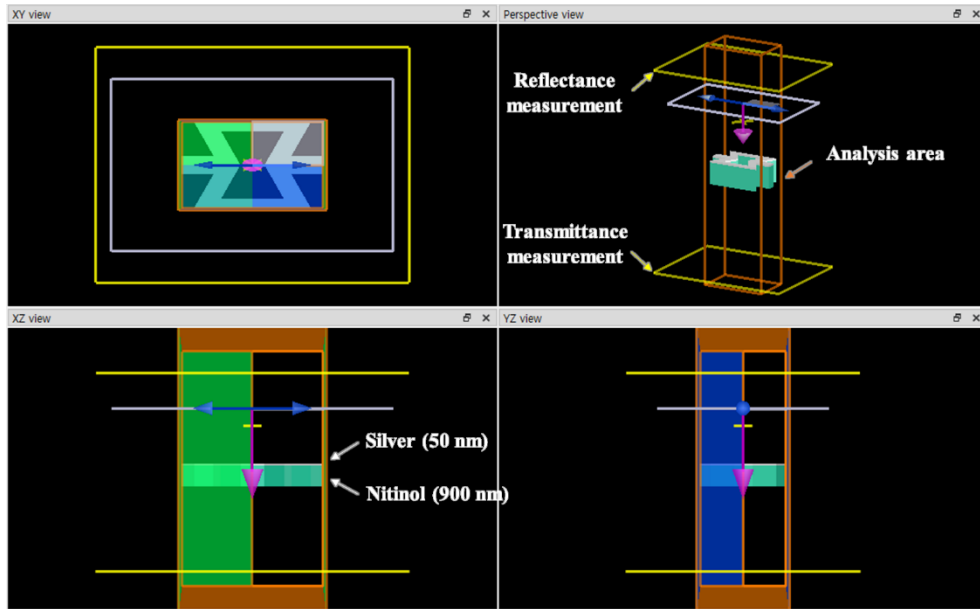 XY view
Perspective view
Reflectance
measurement
Analysis area
Transmittance
measurement
XZ view
YZ view
Silver (50 nm)
Nitinol (900 nm)